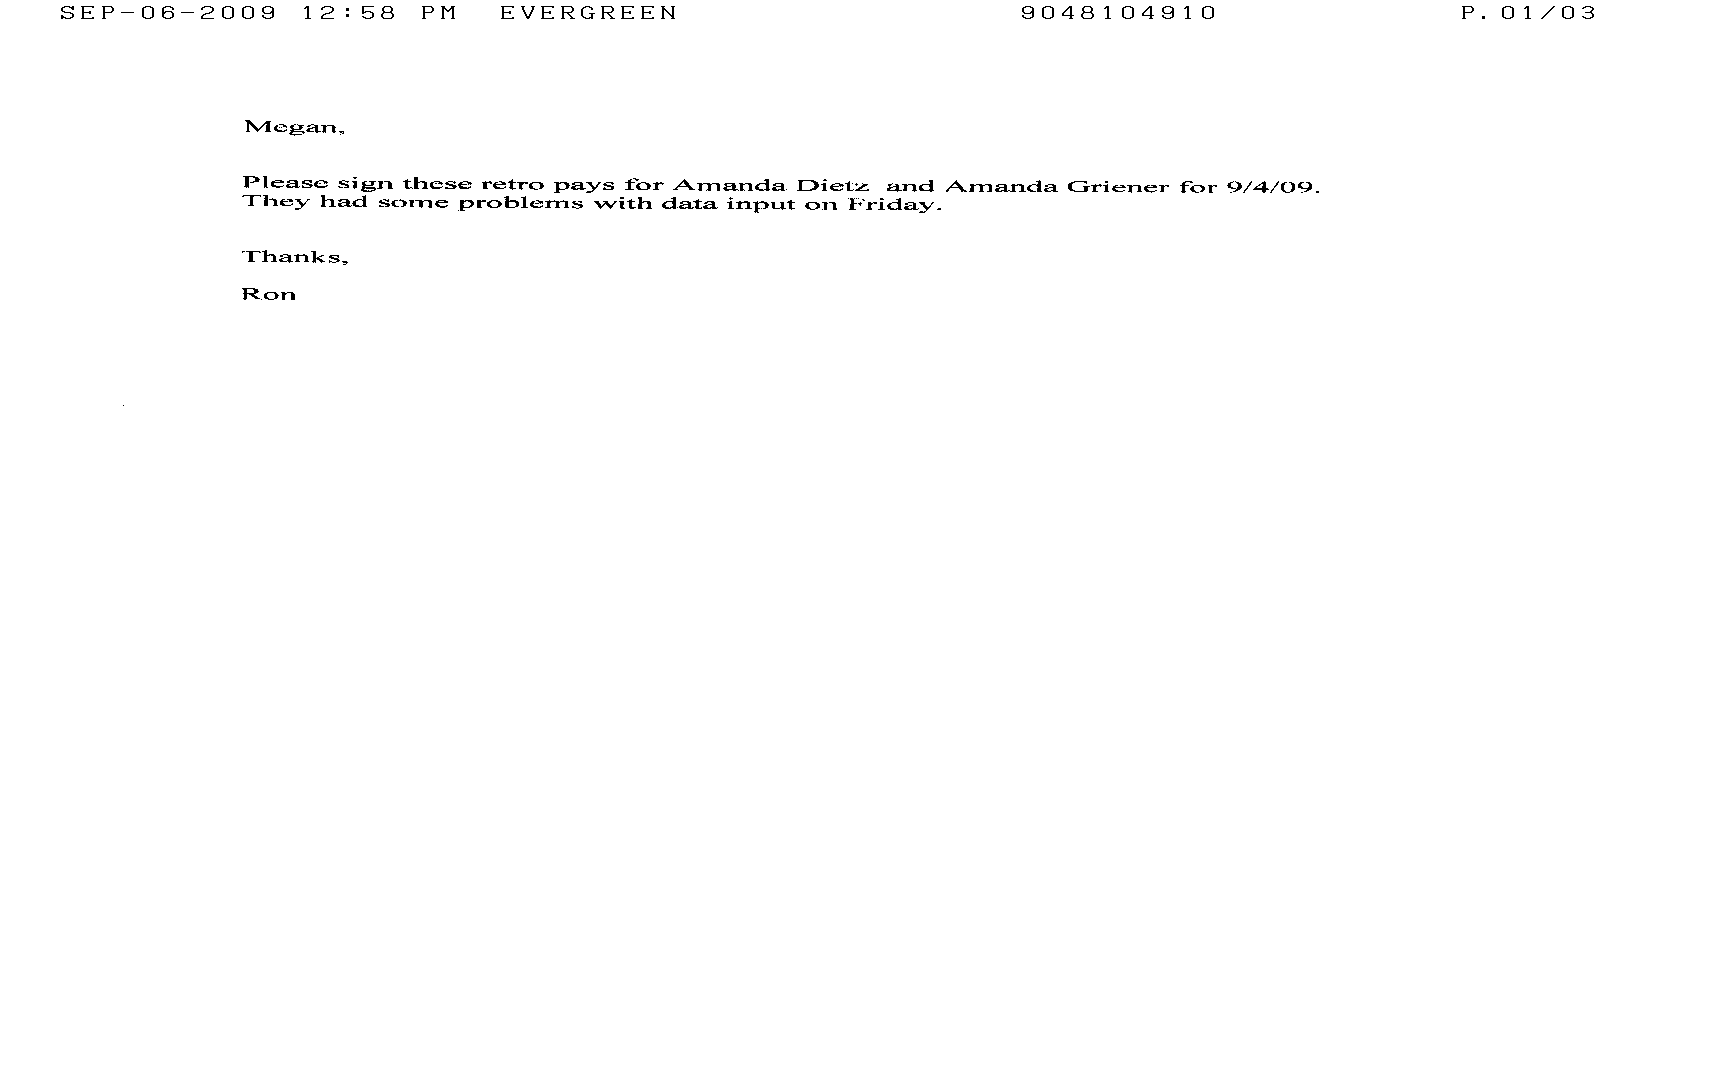 SEP-06-2009 12:58 PM EVERGREEN 9048104910 P.01/03
Megan,
Please sign these retro pays for Amanda Dietz and Amanda Griener for 9/4/09.
They had some problems with data input on Friday.
Thanks,
Ron